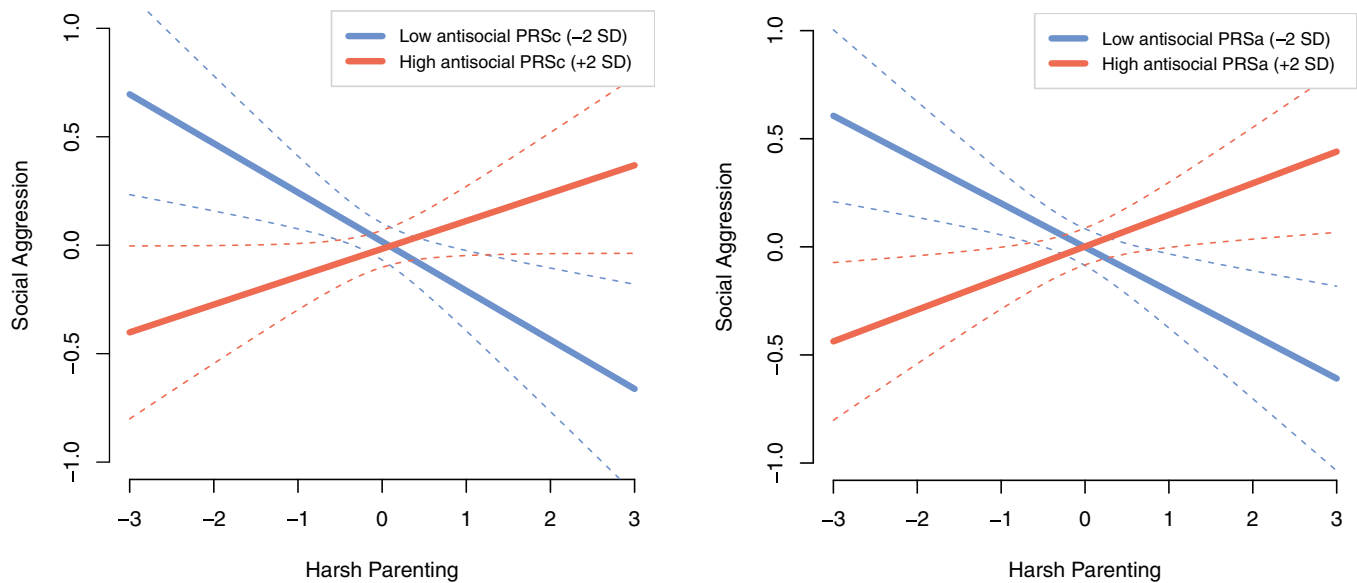 Low antisocial PRSc (−2 SD)
High antisocial PRSc (+2 SD)
Social Aggression
1.0
0.5
0.0
−0.5
−1.0
−3 −2 −1 0 1 2 3
Harsh Parenting
Low antisocial PRSa (−2 SD)
High antisocial PRSa (+2 SD)
Social Aggression
1.0
0.5
0.0
−0.5
−1.0
−3 −2 −1 0 1 2 3
Harsh Parenting